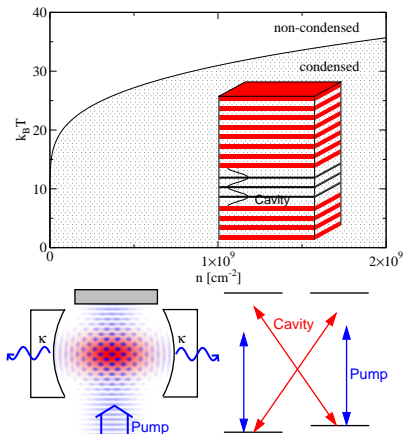 non-condensed
condensed
k_BT
40
30
20
10
0
0
1×10^9
2×10^9
n [cm^-2]
Cavity
κ
κ
Pump
Cavity
Pump